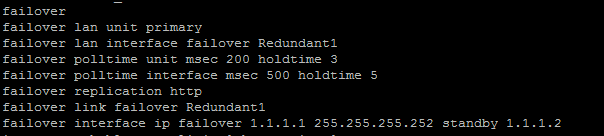 failover
failover lan unit primary
failover lan interface failover Redundant1
failover polltime unit msec 200 holdtime 3
failover polltime interface msec 500 holdtime 5
failover replication http
failover link failover Redundant1
failover interface ip failover 1.1.1.1 255.255.255.252 standby 1.1.1.2